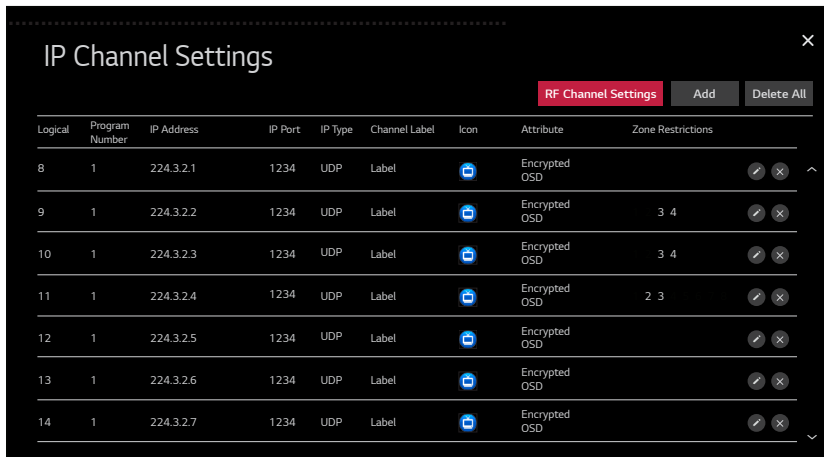 IP Channel Settings
RF Channel Settings Add Delete All
Logical Program Number IP Address IP Port IP Type Channel Label Icon Attribute Zone Restrictions
8 1 224.3.2.1 1234 UDP Label Encrypted OSD
9 1 224.3.2.2 1234 UDP Label Encrypted OSD 3 4
10 1 224.3.2.3 1234 UDP Label Encrypted OSD 3 4
11 1 224.3.2.4 1234 UDP Label Encrypted OSD 2 3
12 1 224.3.2.5 1234 UDP Label Encrypted OSD
13 1 224.3.2.6 1234 UDP Label Encrypted OSD
14 1 224.3.2.7 1234 UDP Label Encrypted OSD